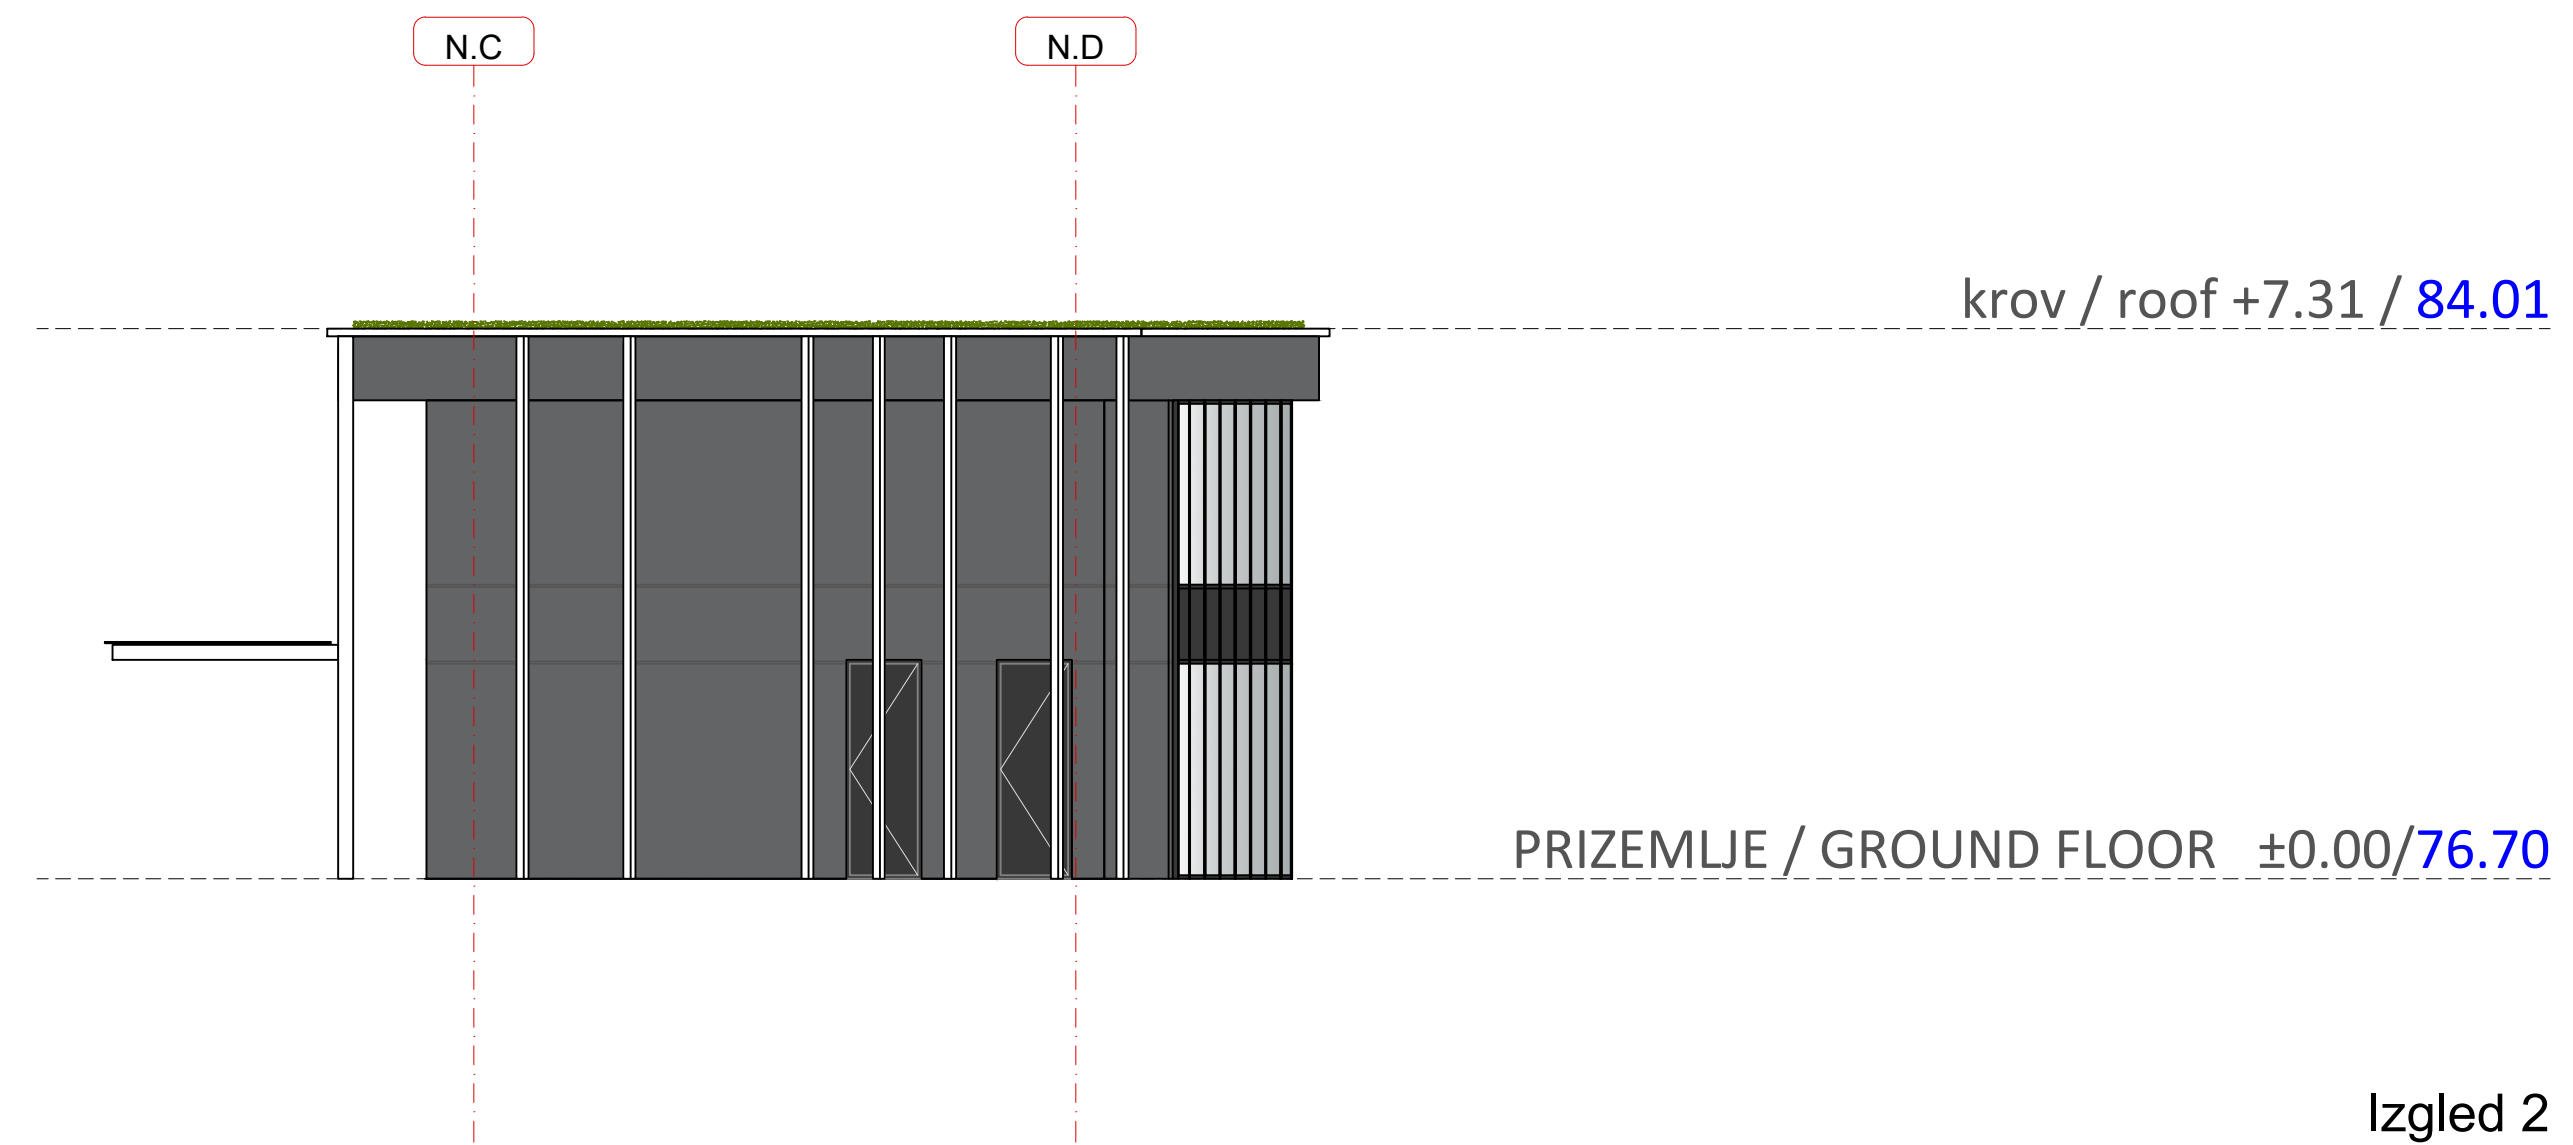 N.C N.D
krov / roof +7.31 / 84.01
PRIZEMLJE / GROUND FLOOR ±0.00/76.70
Izgled 2